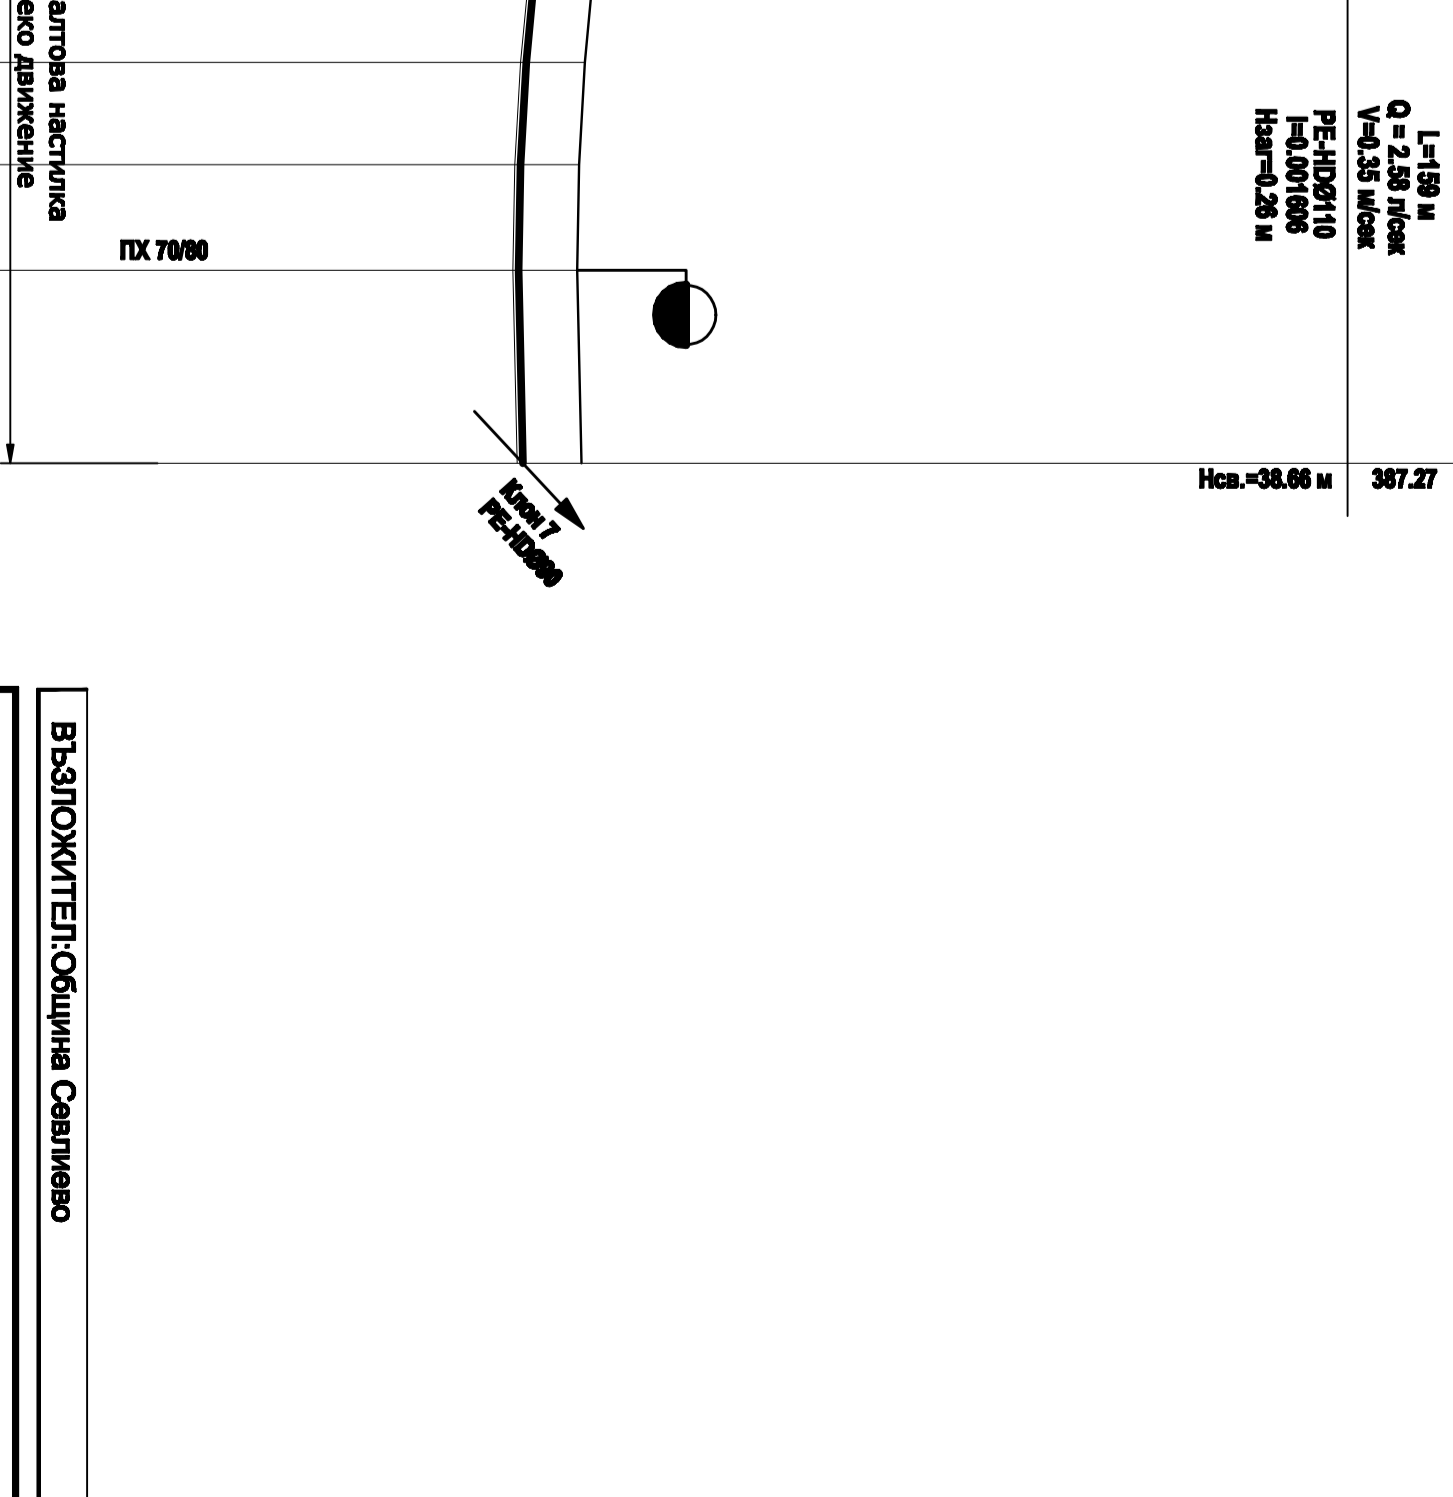 L=159 м
Q = 2.58 л/сек
V=0.35 м/сек
PE-HDØ110
I=0.001606
Hзаг=0.26 м
387.27
Нсв.=38.66 м
ПХ 70/80
алтова настилка
еко движение
Клон 7
PE-HDØ90
ВЪЗЛОЖИТЕЛ:Община Севлиево